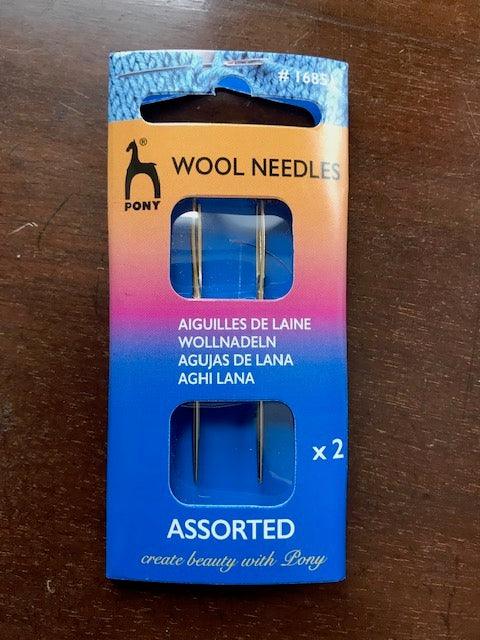 WOOL NEEDLES
®
PONY
AIGUILLES DE LAINE
WOLLNADELN
AGUJAS DE LANA
AGHI LANA
x 2
ASSORTED
create beauty with Pony